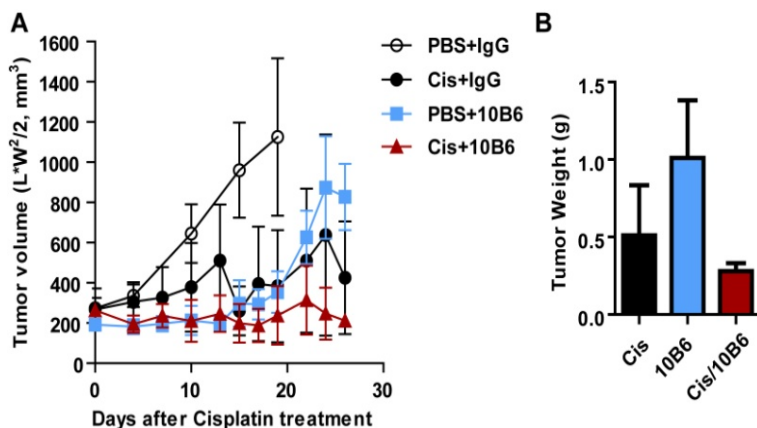 A
Tumor volume (L*W²/2, mm³)
1600
1400
1200
1000
800
600
400
200
0
0
10
20
30
Days after Cisplatin treatment
PBS+IgG
Cis+IgG
PBS+10B6
Cis+10B6
B
Tumor Weight (g)
1.5
1.0
0.5
0.0
Cis
10B6
Cis/10B6